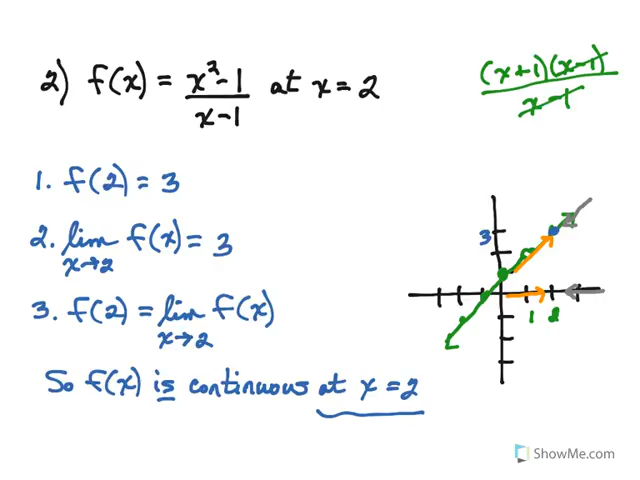 2) f(x) = x²-1 / x-1 at x = 2
(x+1)(x-1) / x-1
1. f(2) = 3
2. lim x→2 f(x) = 3
3. f(2) = lim x→2 f(x)
So f(x) is continuous at x = 2
3
1 2
ShowMe.com